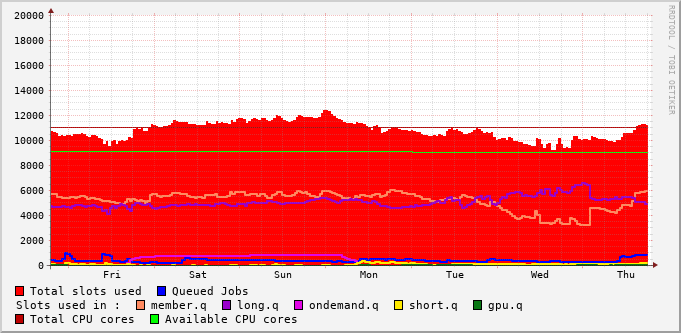 20000
18000
16000
14000
12000
10000
8000
6000
4000
2000
0
Fri Sat Sun Mon Tue Wed Thu
RRDTOOL / TOBI OETIKER
Total slots used Queued Jobs
Slots used in : member.q long.q ondemand.q short.q gpu.q
Total CPU cores Available CPU cores